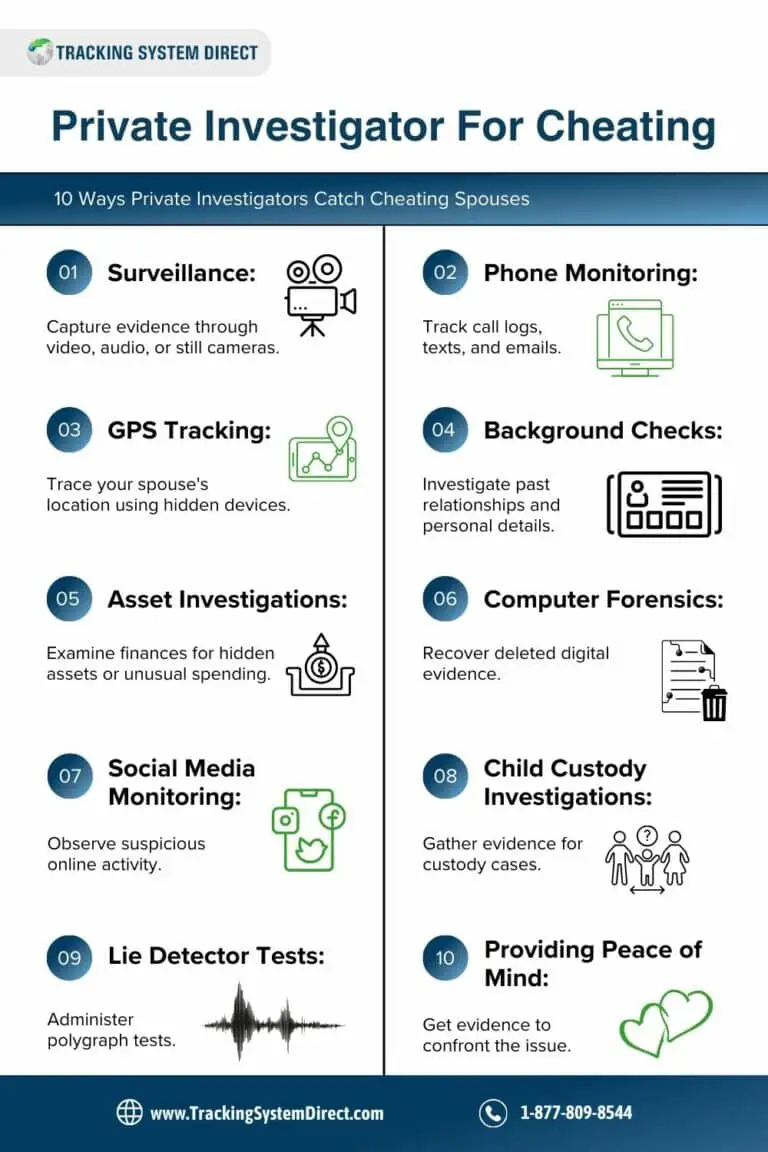 TRACKING SYSTEM DIRECT
Private Investigator For Cheating
10 Ways Private Investigators Catch Cheating Spouses
01 Surveillance:
Capture evidence through
video, audio, or still cameras.
02 Phone Monitoring:
Track call logs,
texts, and emails.
03 GPS Tracking:
Trace your spouse's
location using hidden devices.
04 Background Checks:
Investigate past
relationships and
personal details.
05 Asset Investigations:
Examine finances for hidden
assets or unusual spending.
$
06 Computer Forensics:
Recover deleted digital
evidence.
07 Social Media
Monitoring:
Observe suspicious
online activity.
f
08 Child Custody
Investigations:
Gather evidence for
custody cases.
?
09 Lie Detector Tests:
Administer
polygraph tests.
10 Providing Peace of
Mind:
Get evidence to
confront the issue.
www.TrackingSystemDirect.com
1-877-809-8544